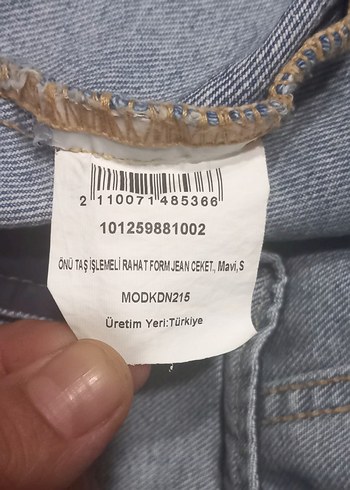 2 110071 485366
101259881002
ÖNÜ TAŞ İŞLEMELİ RAHAT FORM JEAN CEKET., Mavi,S
MODKDN215
Üretim Yeri:Türkiye